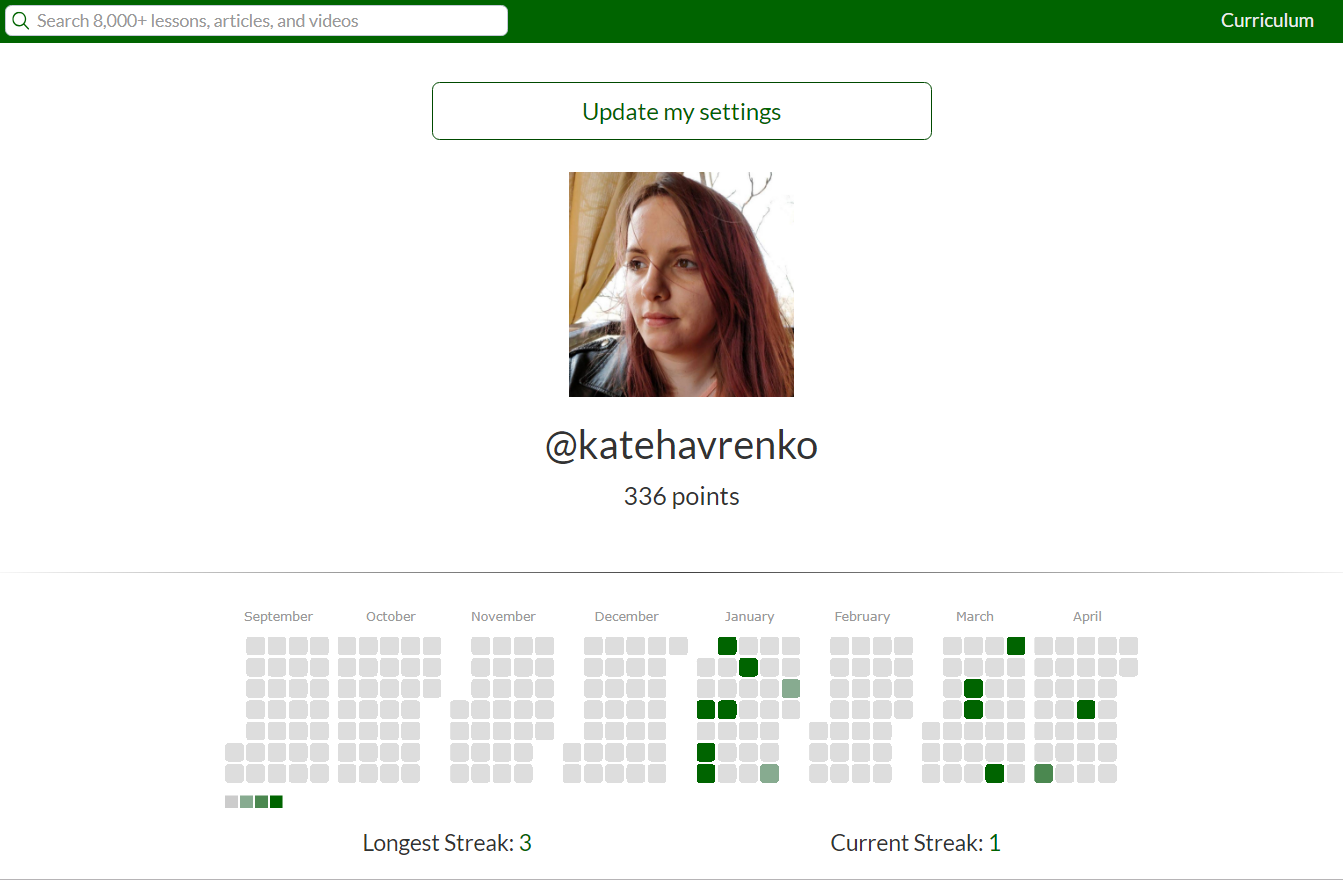 Search 8,000+ lessons, articles, and videos
Curriculum
Update my settings
@katehavrenko
336 points
September October November December January February March April
Longest Streak: 3 Current Streak: 1